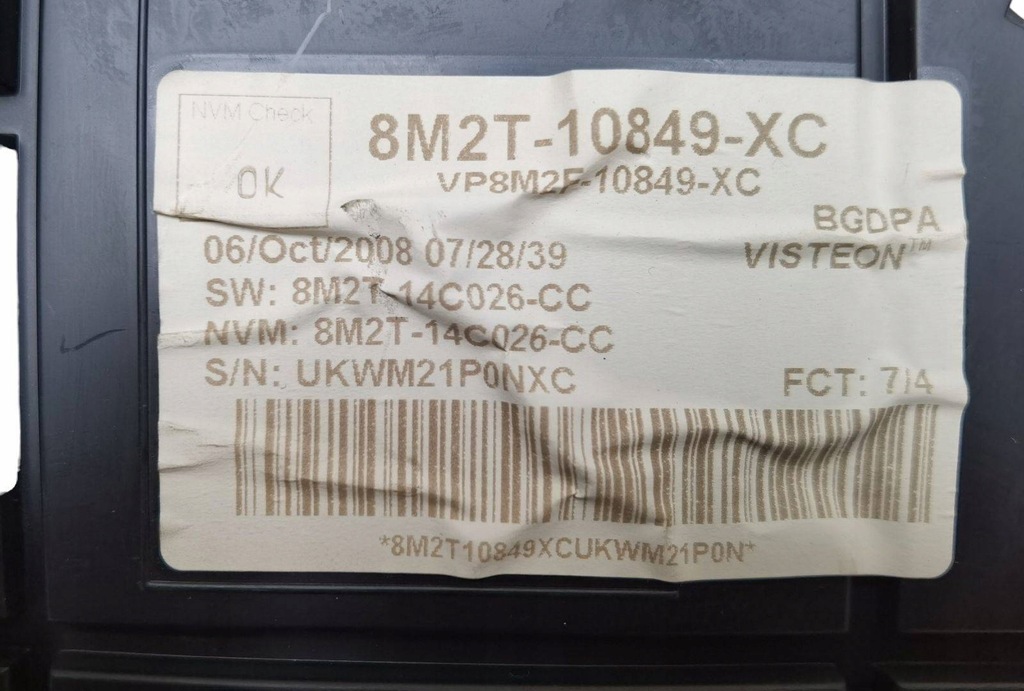 NVM Check
OK
8M2T-10849-XC
VP8M2F-10849-XC
BGDPA
06/Oct/2008 07/28/39
VISTEON™
SW: 8M2T-14C026-CC
NVM: 8M2T-14C026-CC
S/N: UKWM21P0NXC
FCT: 7/4
*8M2T10849XCUKWM21P0N*